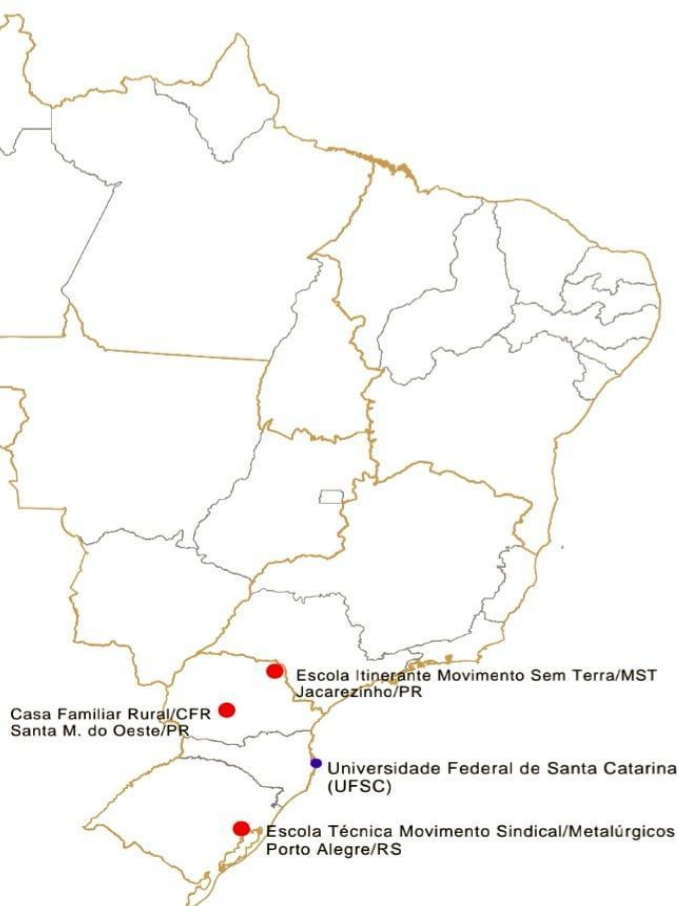 Escola Itinerante Movimento Sem Terra/MST
Jacarezinho/PR
Casa Familiar Rural/CFR
Santa M. do Oeste/PR
Universidade Federal de Santa Catarina
(UFSC)
Escola Técnica Movimento Sindical/Metalúrgicos
Porto Alegre/RS